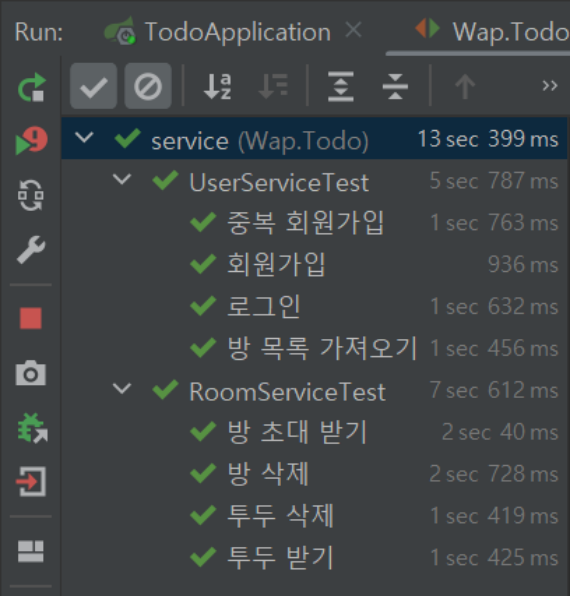 Run: TodoApplication × Wap.Todo
service (Wap.Todo) 13 sec 399 ms
UserServiceTest 5 sec 787 ms
중복 회원가입 1 sec 763 ms
회원가입 936 ms
로그인 1 sec 632 ms
방 목록 가져오기 1 sec 456 ms
RoomServiceTest 7 sec 612 ms
방 초대 받기 2 sec 40 ms
방 삭제 2 sec 728 ms
투두 삭제 1 sec 419 ms
투두 받기 1 sec 425 ms